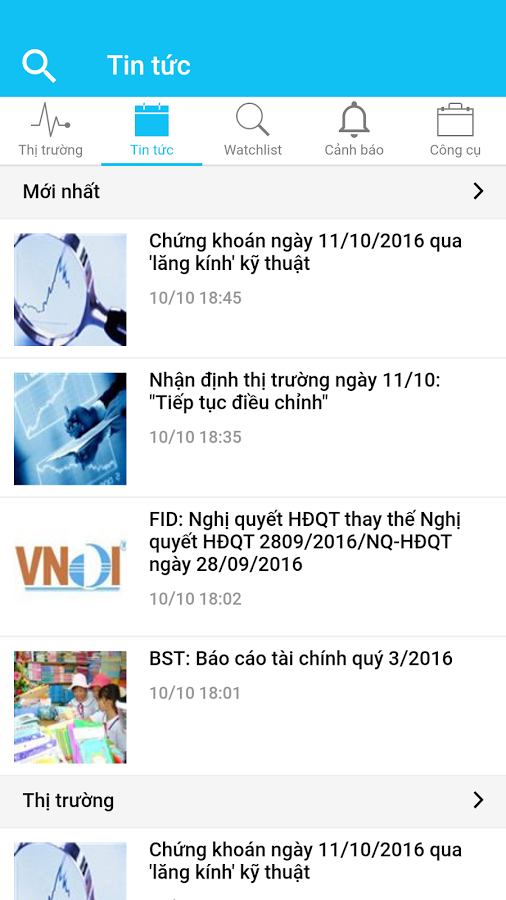 Tin tức
Thị trường
Tin tức
Watchlist
Cảnh báo
Công cụ
Mới nhất
Chứng khoán ngày 11/10/2016 qua
'lăng kính' kỹ thuật
10/10 18:45
Nhận định thị trường ngày 11/10:
"Tiếp tục điều chỉnh"
10/10 18:35
VNDI
FID: Nghị quyết HĐQT thay thế Nghị
quyết HĐQT 2809/2016/NQ-HĐQT
ngày 28/09/2016
10/10 18:02
BST: Báo cáo tài chính quý 3/2016
10/10 18:01
Thị trường
Chứng khoán ngày 11/10/2016 qua
'lăng kính' kỹ thuật